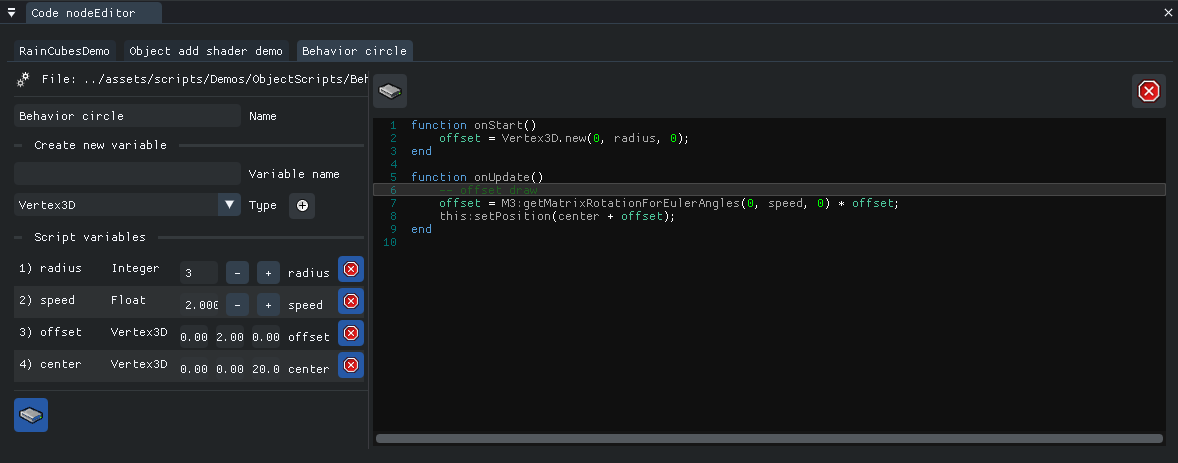 Code nodeEditor
RainCubesDemo Object add shader demo Behavior circle
File: ../assets/scripts/Demos/ObjectScripts/Beh
Behavior circle Name
Create new variable
Variable name
Vertex3D Type
Script variables
1) radius Integer 3 - + radius
2) speed Float 2.000 - + speed
3) offset Vertex3D 0.00 2.00 0.00 offset
4) center Vertex3D 0.00 0.00 20.0 center
1 function onStart()
2 offset = Vertex3D.new(0, radius, 0);
3 end
4
5 function onUpdate()
6 -- offset draw
7 offset = M3:getMatrixRotationForEulerAngles(0, speed, 0) * offset;
8 this:setPosition(center + offset);
9 end
10